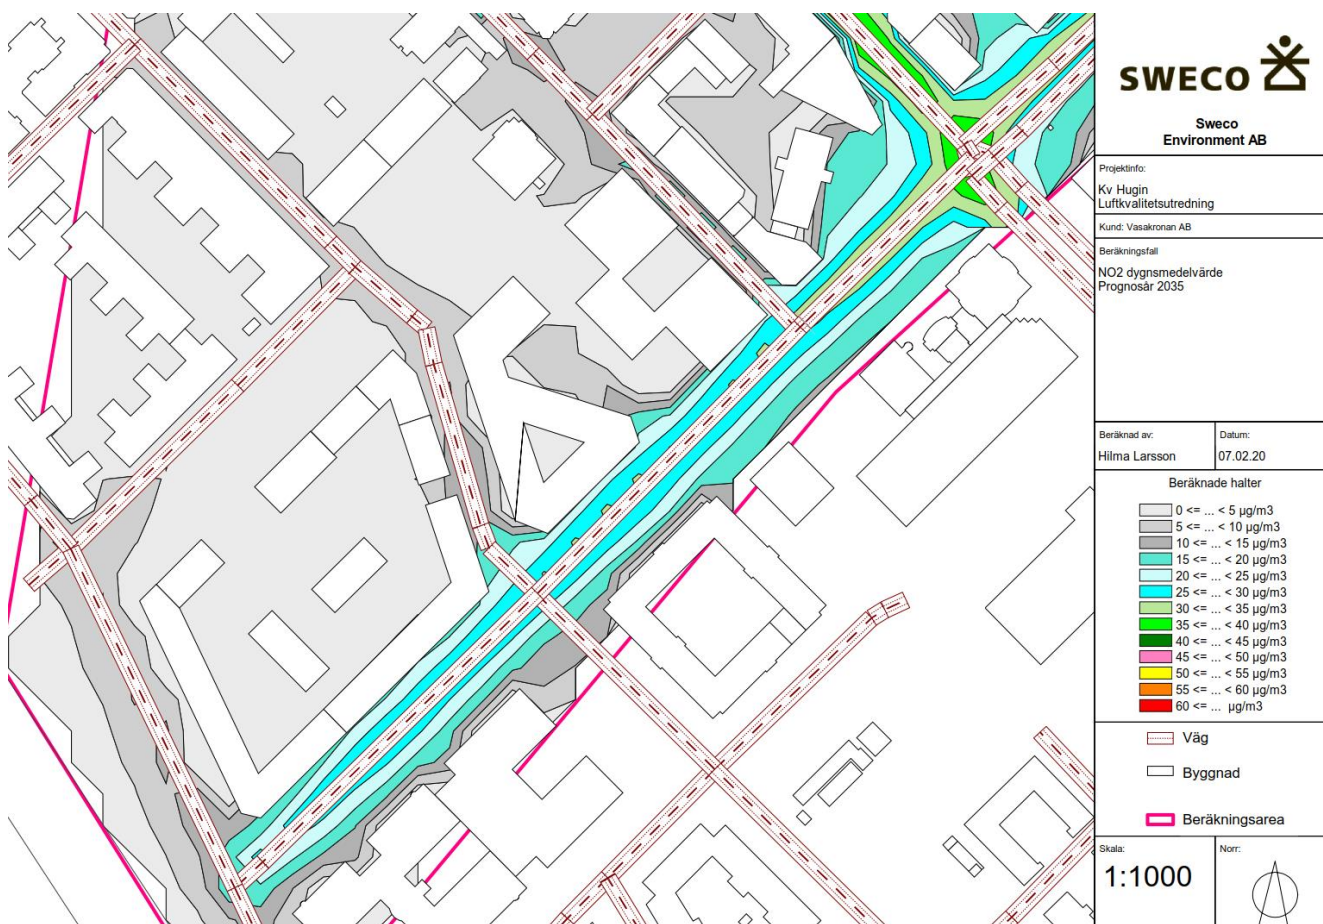 SWECO
Sweco
Environment AB
Projektinfo:
Kv Hugin
Luftkvalitetsutredning
Kund: Vasakronan AB
Beräkningsfall
NO2 dygnsmedelvärde
Prognosår 2035
Beräknad av:
Hilma Larsson
Datum:
07.02.20
Beräknade halter
0 <= ... < 5 µg/m3
5 <= ... < 10 µg/m3
10 <= ... < 15 µg/m3
15 <= ... < 20 µg/m3
20 <= ... < 25 µg/m3
25 <= ... < 30 µg/m3
30 <= ... < 35 µg/m3
35 <= ... < 40 µg/m3
40 <= ... < 45 µg/m3
45 <= ... < 50 µg/m3
50 <= ... < 55 µg/m3
55 <= ... < 60 µg/m3
60 <= ... µg/m3
Väg
Byggnad
Beräkningsarea
Skala:
1:1000
Norr: